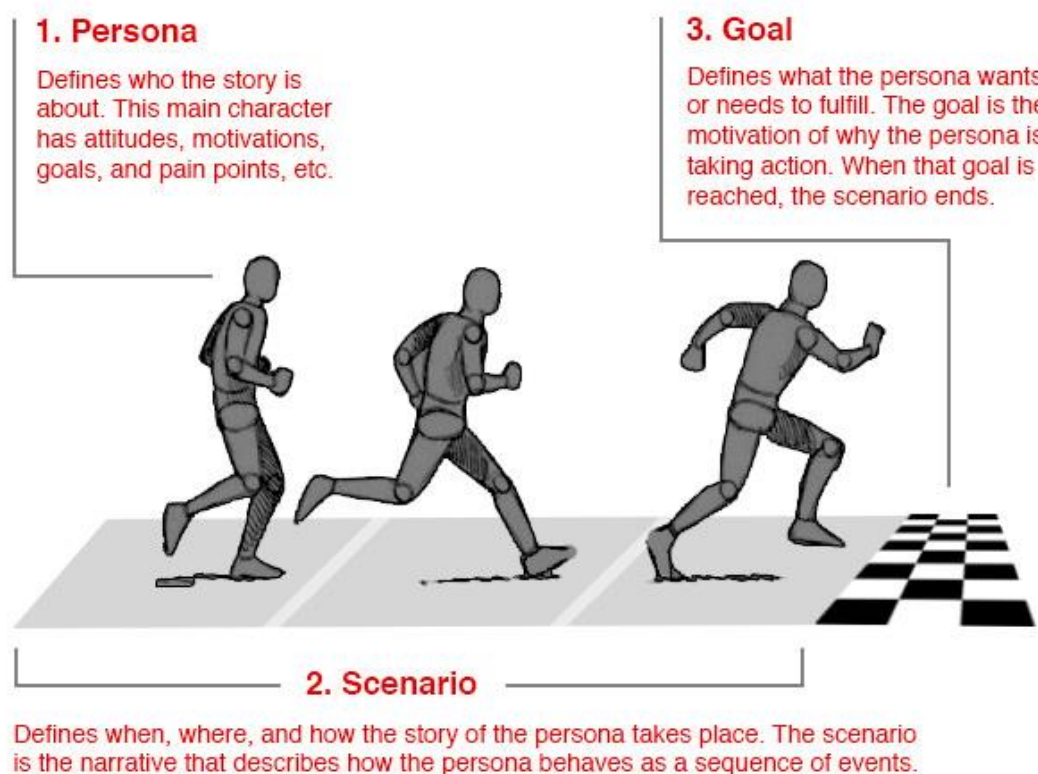 1. Persona
Defines who the story is
about. This main character
has attitudes, motivations,
goals, and pain points, etc.
3. Goal
Defines what the persona wants
or needs to fulfill. The goal is the
motivation of why the persona is
taking action. When that goal is
reached, the scenario ends.
2. Scenario
Defines when, where, and how the story of the persona takes place. The scenario
is the narrative that describes how the persona behaves as a sequence of events.